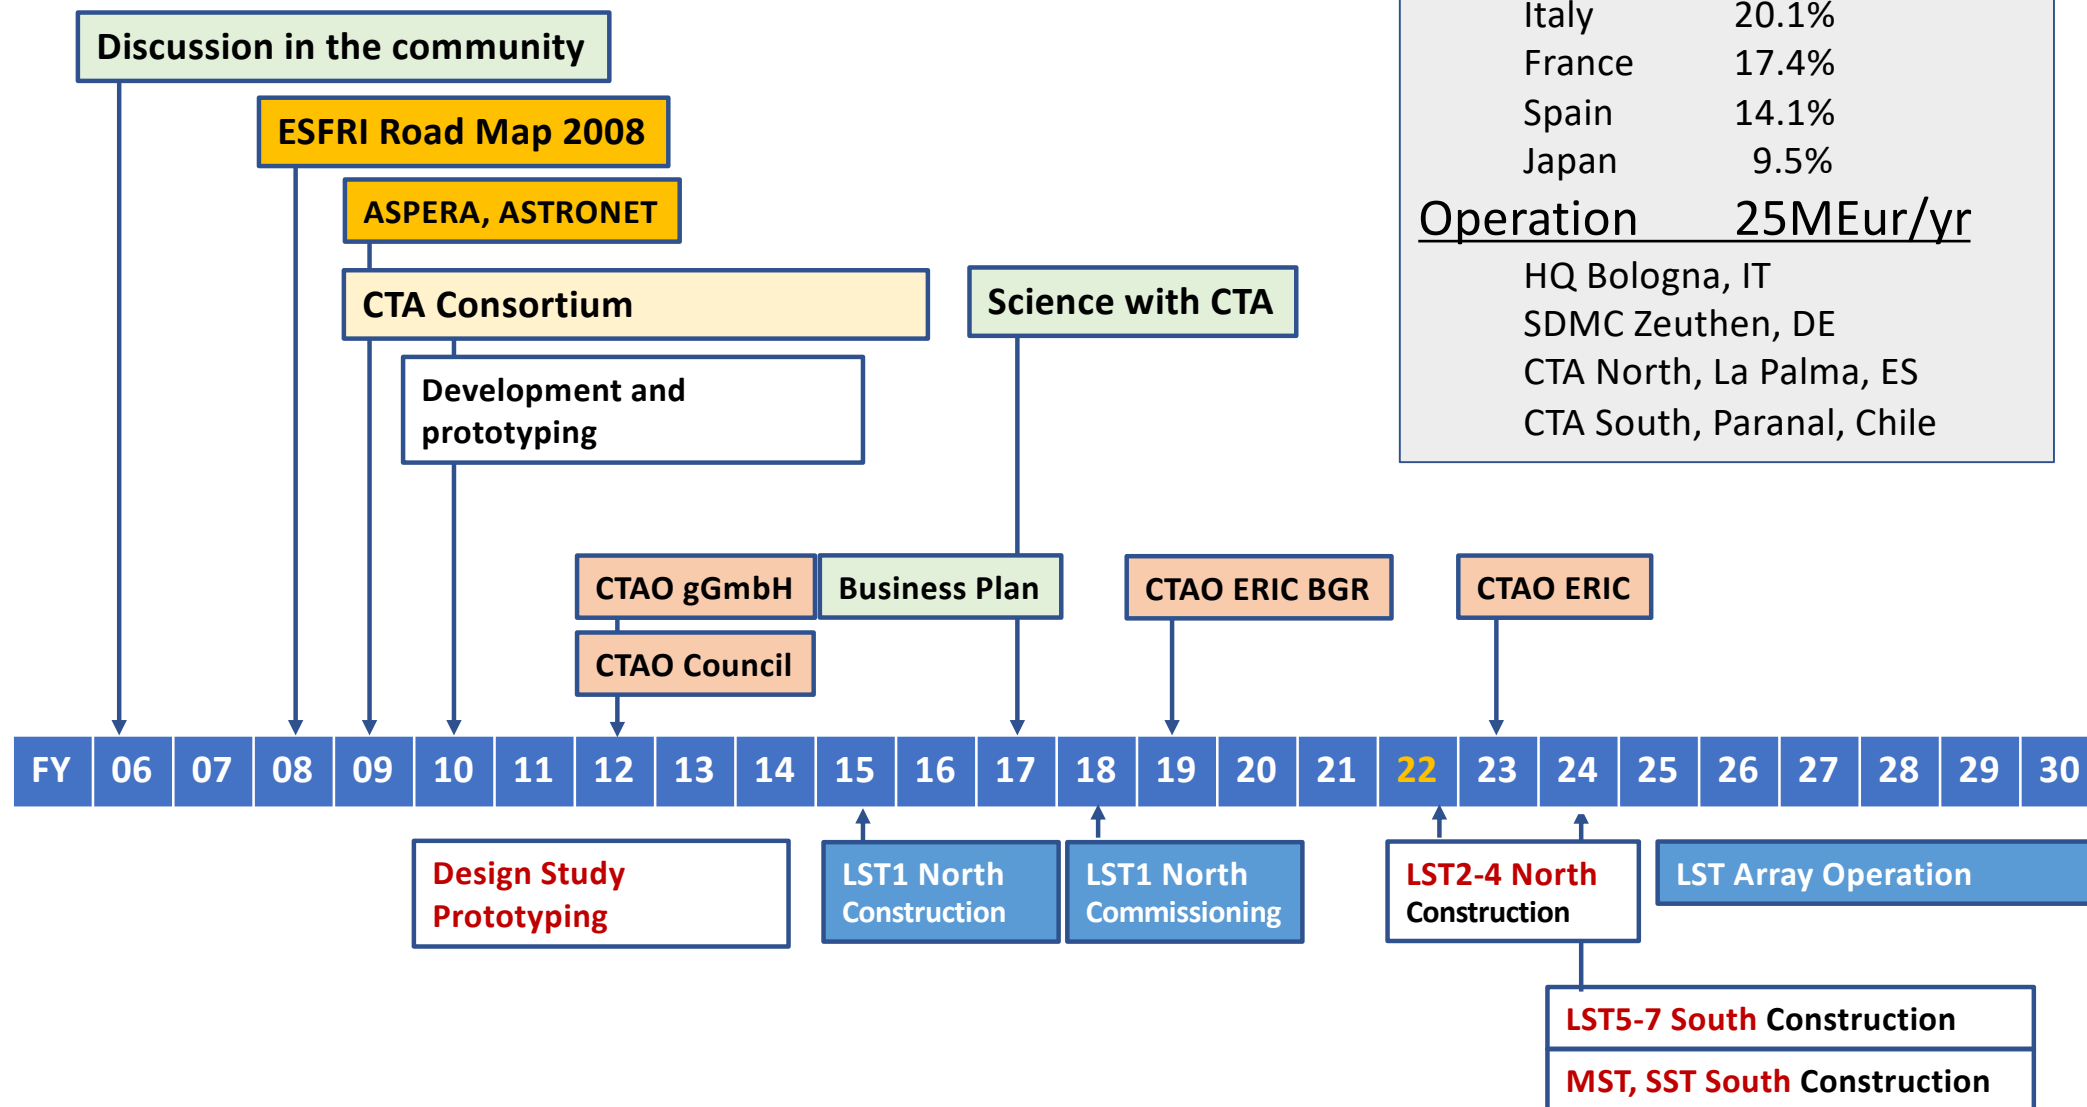 Discussion in the community
ESFRI Road Map 2008
ASPERA, ASTRONET
CTA Consortium
Development and
prototyping
Science with CTA
Italy 20.1%
France 17.4%
Spain 14.1%
Japan 9.5%
Operation 25MEur/yr
HQ Bologna, IT
SDMC Zeuthen, DE
CTA North, La Palma, ES
CTA South, Paranal, Chile
CTAO gGmbH
CTAO Council
Business Plan
CTAO ERIC BGR
CTAO ERIC
FY 06 07 08 09 10 11 12 13 14 15 16 17 18 19 20 21 22 23 24 25 26 27 28 29 30
Design Study
Prototyping
LST1 North
Construction
LST1 North
Commissioning
LST2-4 North
Construction
LST Array Operation
LST5-7 South Construction
MST, SST South Construction